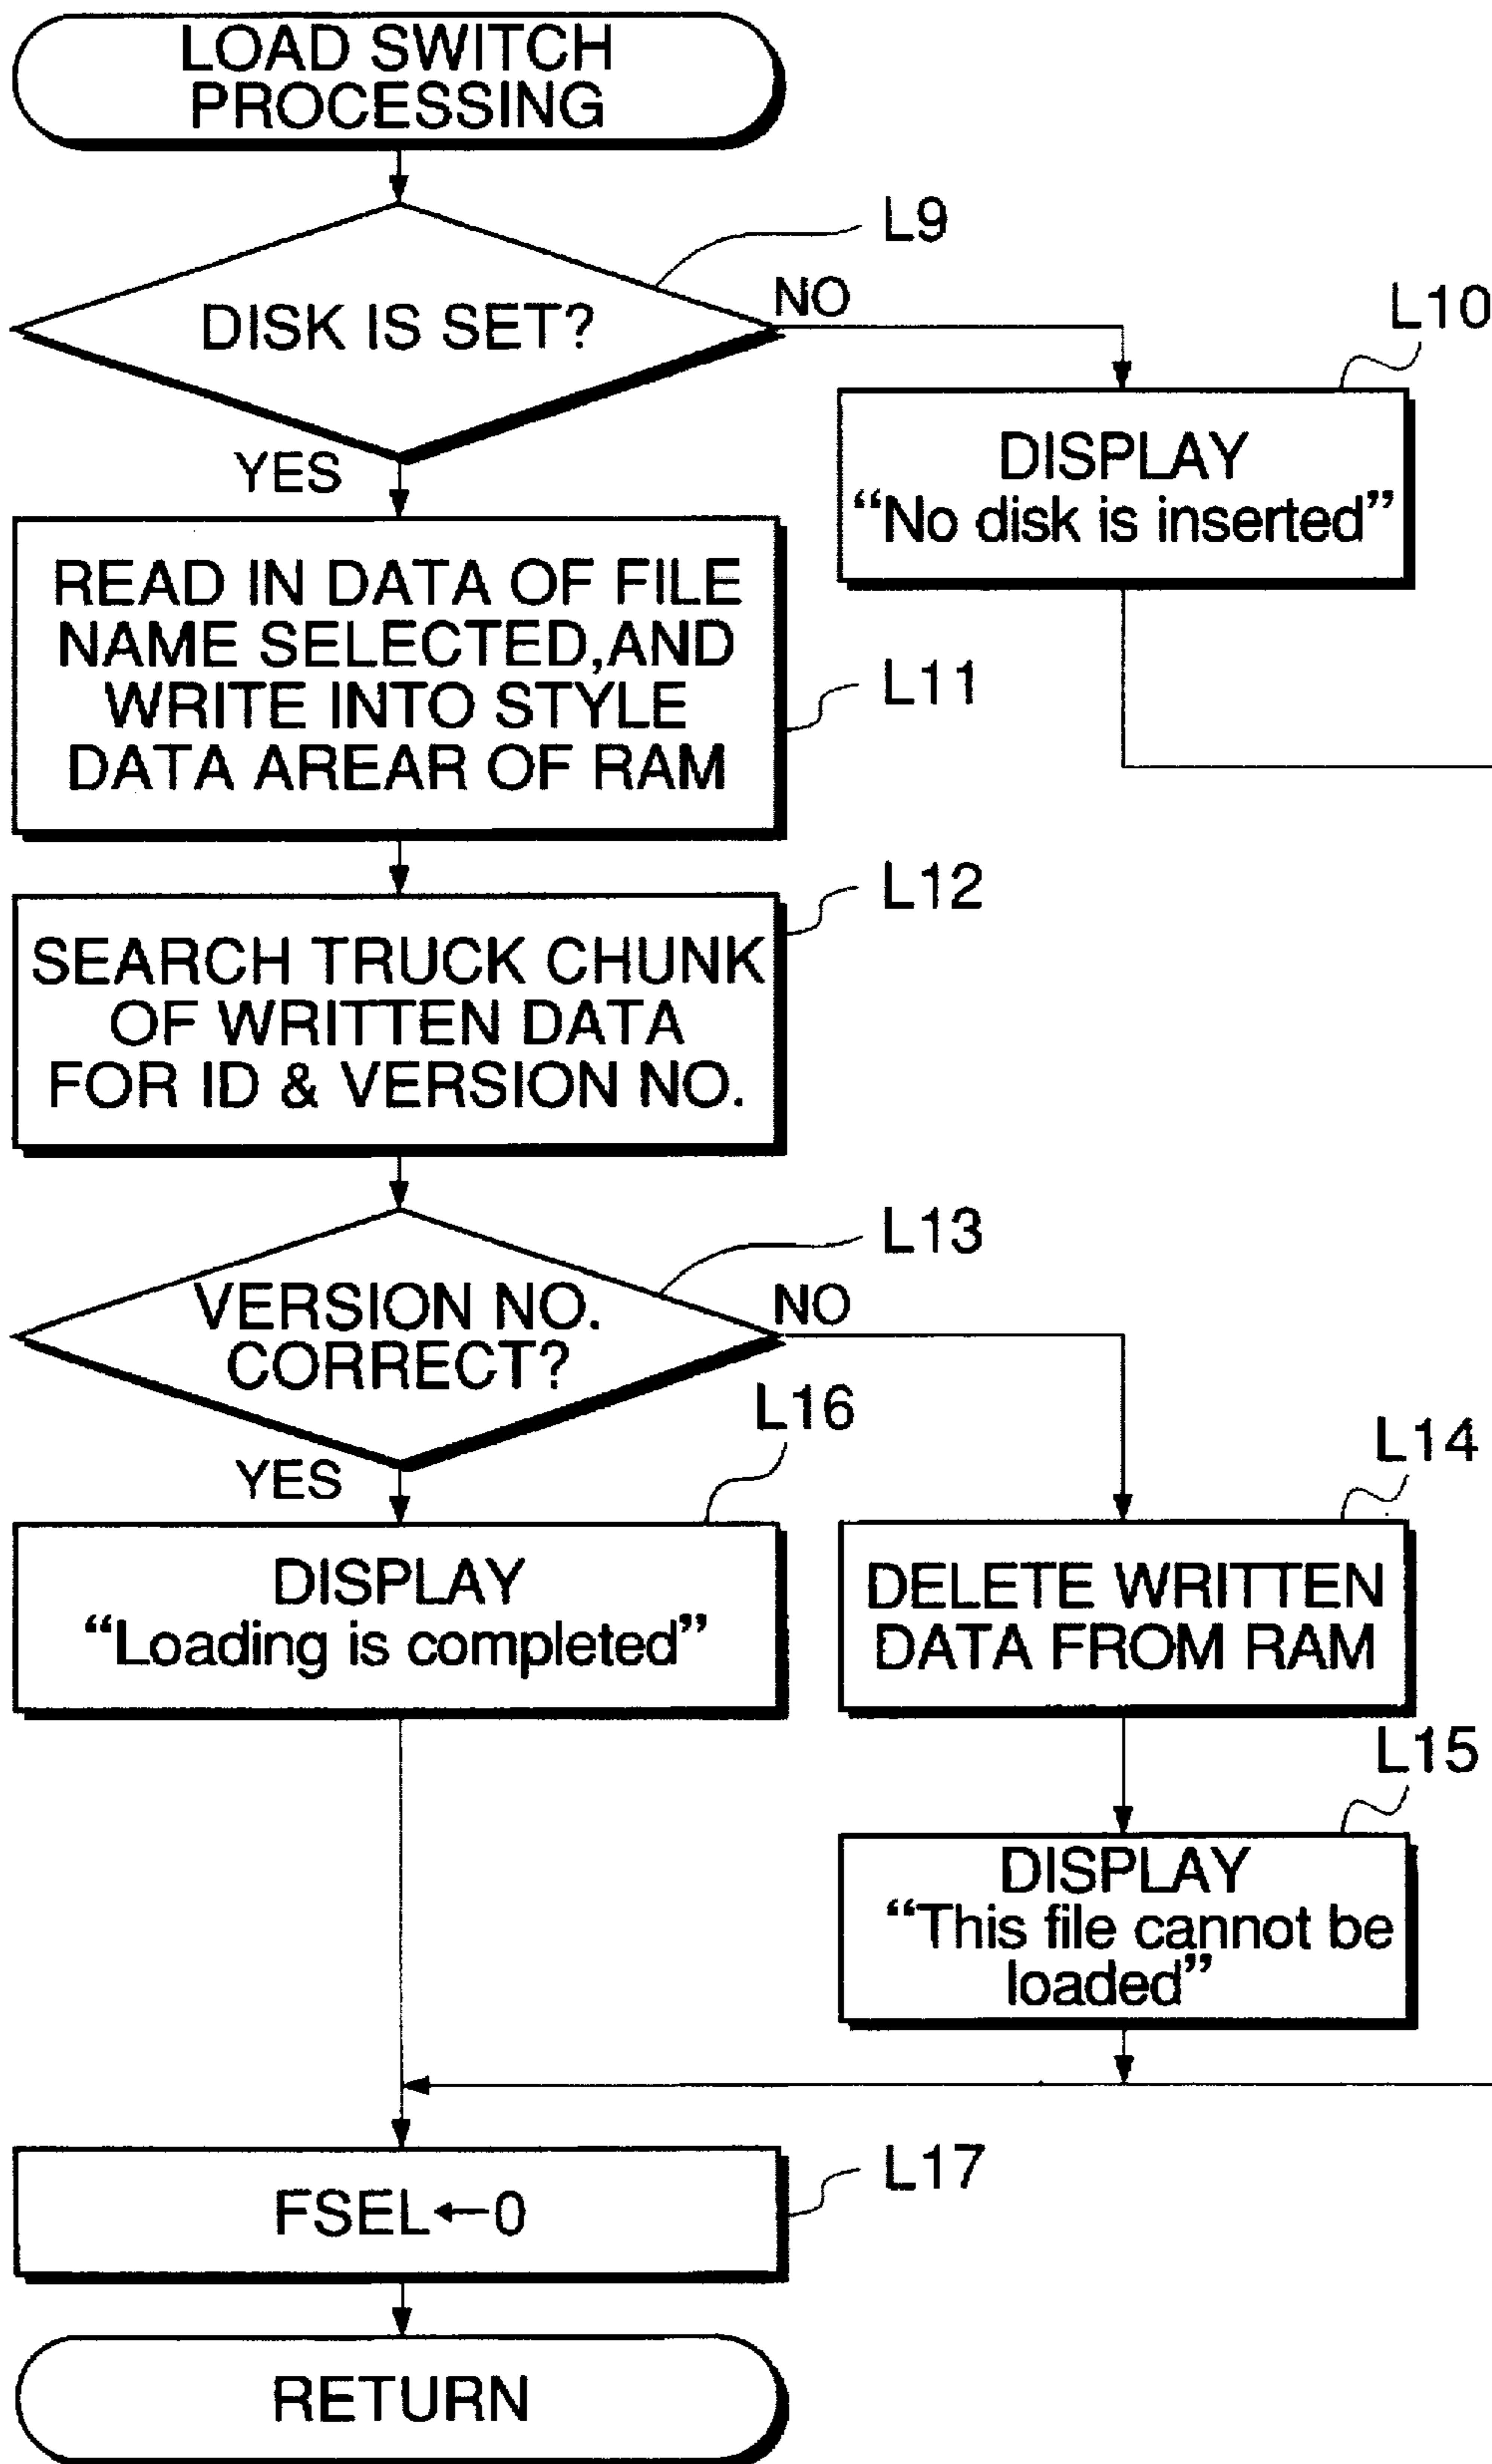 LOAD SWITCH
PROCESSING
L9
DISK IS SET?
NO
L10
YES
DISPLAY
“No disk is inserted”
READ IN DATA OF FILE
NAME SELECTED,AND
WRITE INTO STYLE
DATA AREAR OF RAM
L11
L12
SEARCH TRUCK CHUNK
OF WRITTEN DATA
FOR ID & VERSION NO.
L13
VERSION NO.
CORRECT?
NO
L16
YES
L14
DISPLAY
“Loading is completed”
DELETE WRITTEN
DATA FROM RAM
L15
DISPLAY
“This file cannot be
loaded”
L17
FSEL←0
RETURN